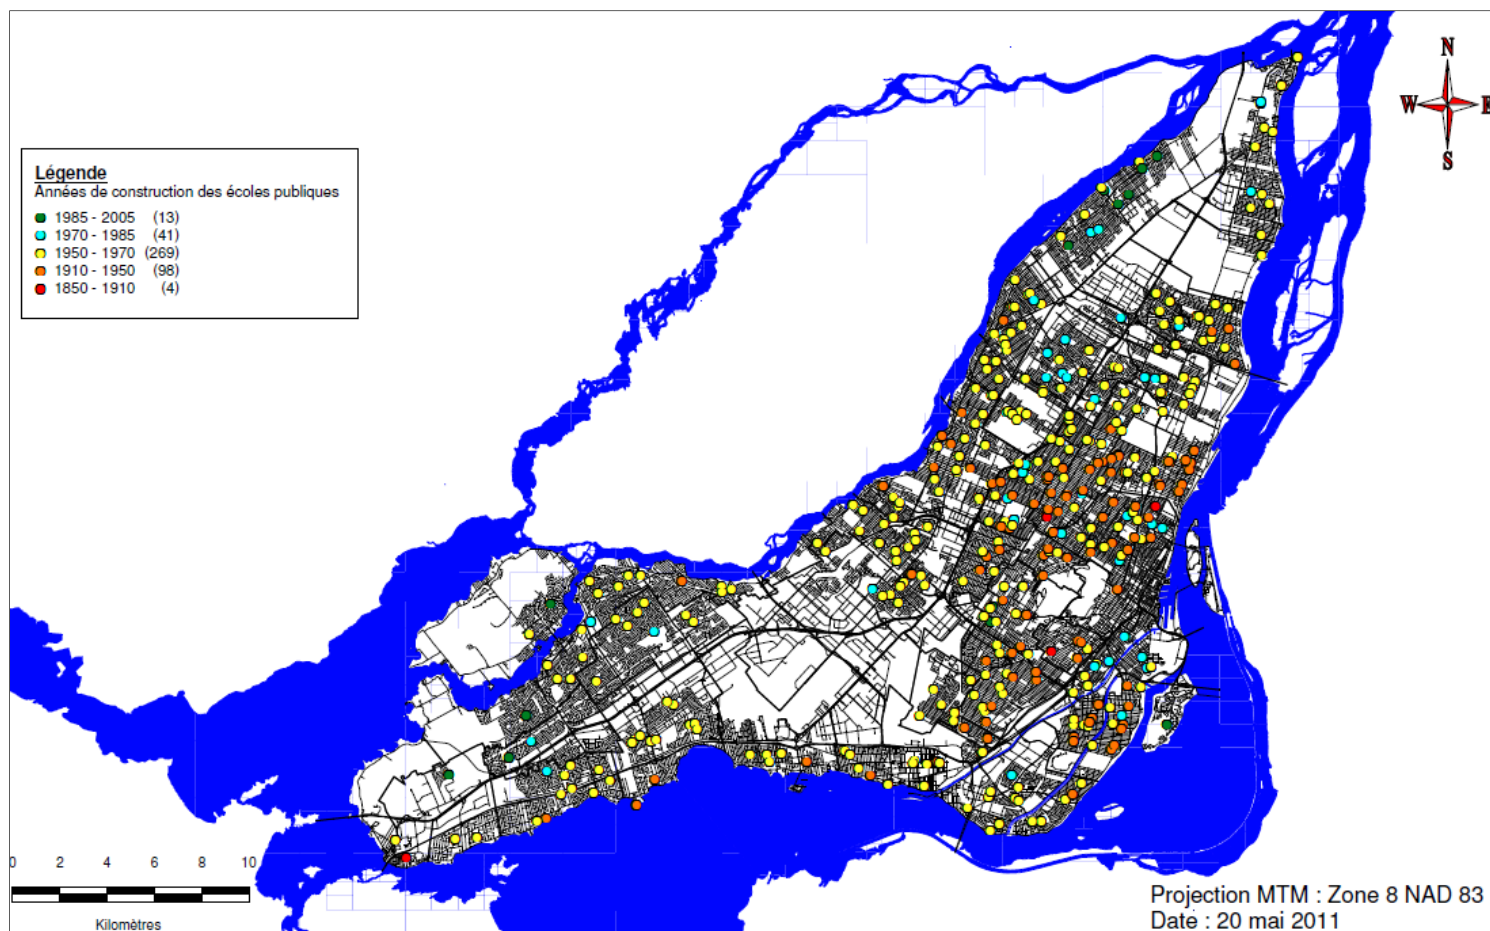 N
W E
S
Légende
Années de construction des écoles publiques
1985 - 2005 (13)
1970 - 1985 (41)
1950 - 1970 (269)
1910 - 1950 (98)
1850 - 1910 (4)
0 2 4 6 8 10
Kilomètres
Projection MTM : Zone 8 NAD 83
Date : 20 mai 2011